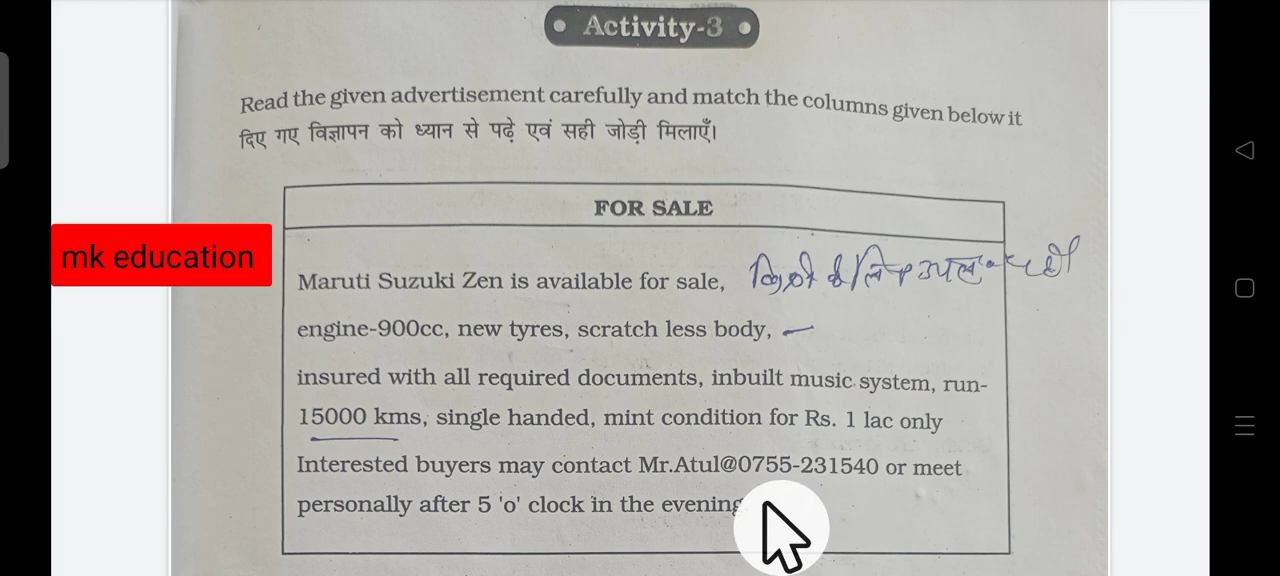 Activity-3
Read the given advertisement carefully and match the columns given below it
दिए गए विज्ञापन को ध्यान से पढ़े एवं सही जोड़ी मिलाएँ।
FOR SALE
mk education
Maruti Suzuki Zen is available for sale,
engine-900cc, new tyres, scratch less body,
insured with all required documents, inbuilt music system, run-
15000 kms, single handed, mint condition for Rs. 1 lac only
Interested buyers may contact Mr.Atul@0755-231540 or meet
personally after 5 'o' clock in the evening